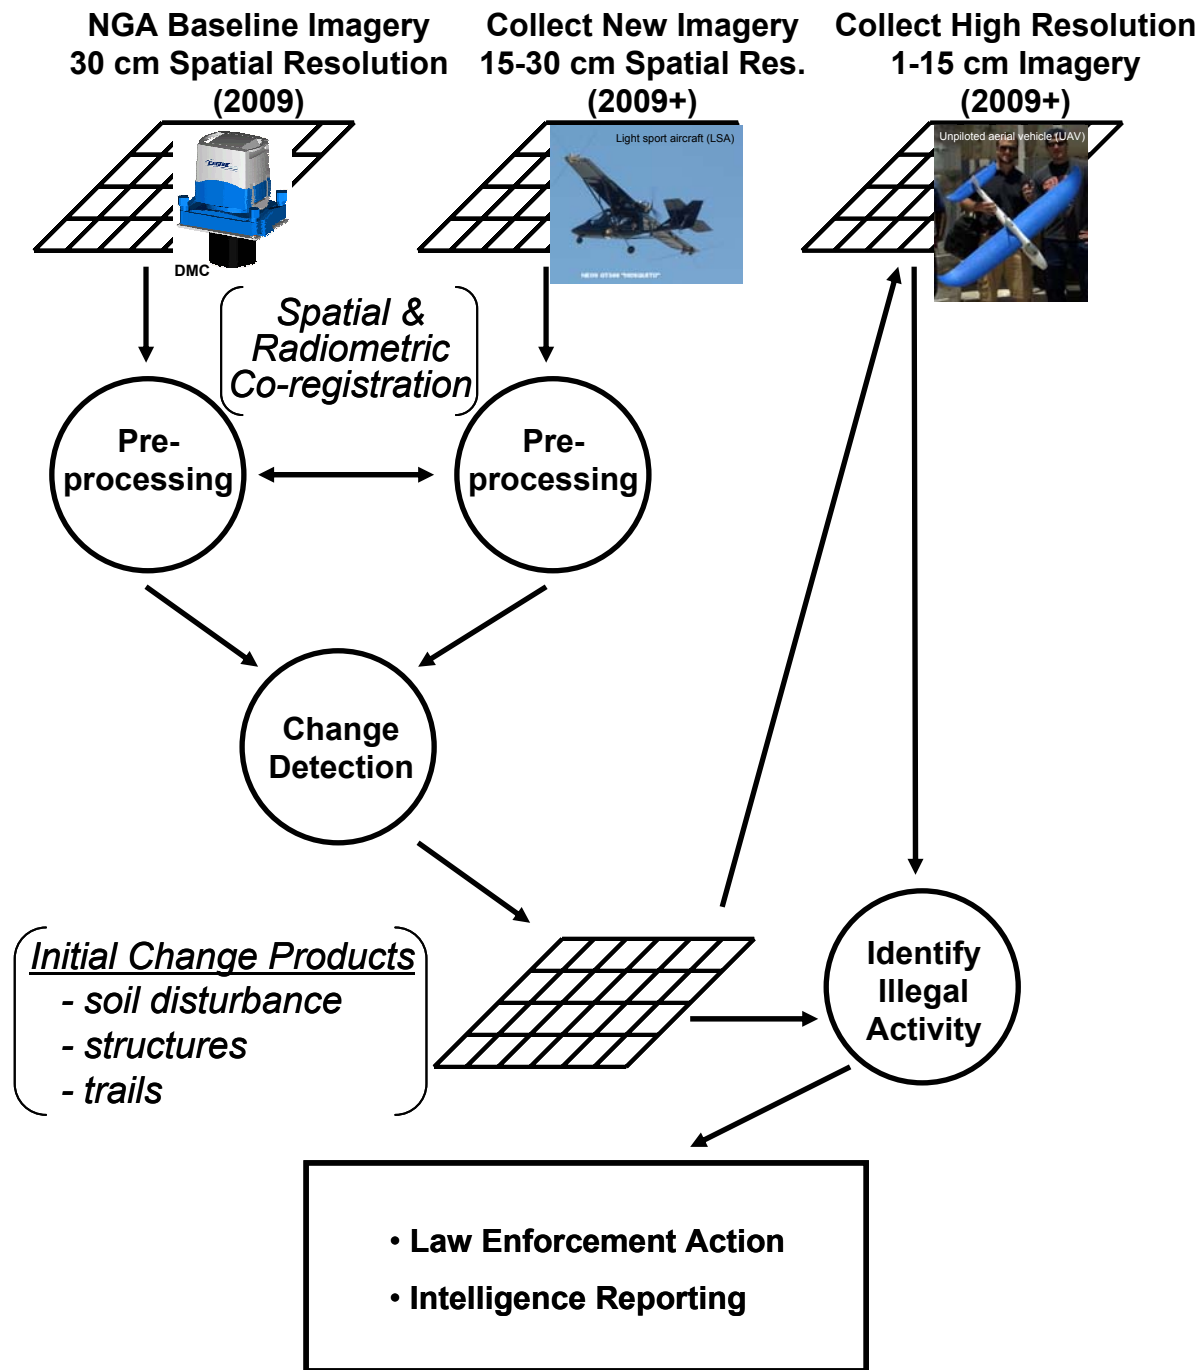 NGA Baseline Imagery
30 cm Spatial Resolution
(2009)
Collect New Imagery
15-30 cm Spatial Res.
(2009+)
Collect High Resolution
1-15 cm Imagery
(2009+)
DMC
Light sport aircraft (LSA)
Unpiloted aerial vehicle (UAV)
Spatial &
Radiometric
Co-registration
Pre-
processing
Pre-
processing
Change
Detection
Initial Change Products
- soil disturbance
- structures
- trails
Identify
Illegal
Activity
• Law Enforcement Action
• Intelligence Reporting